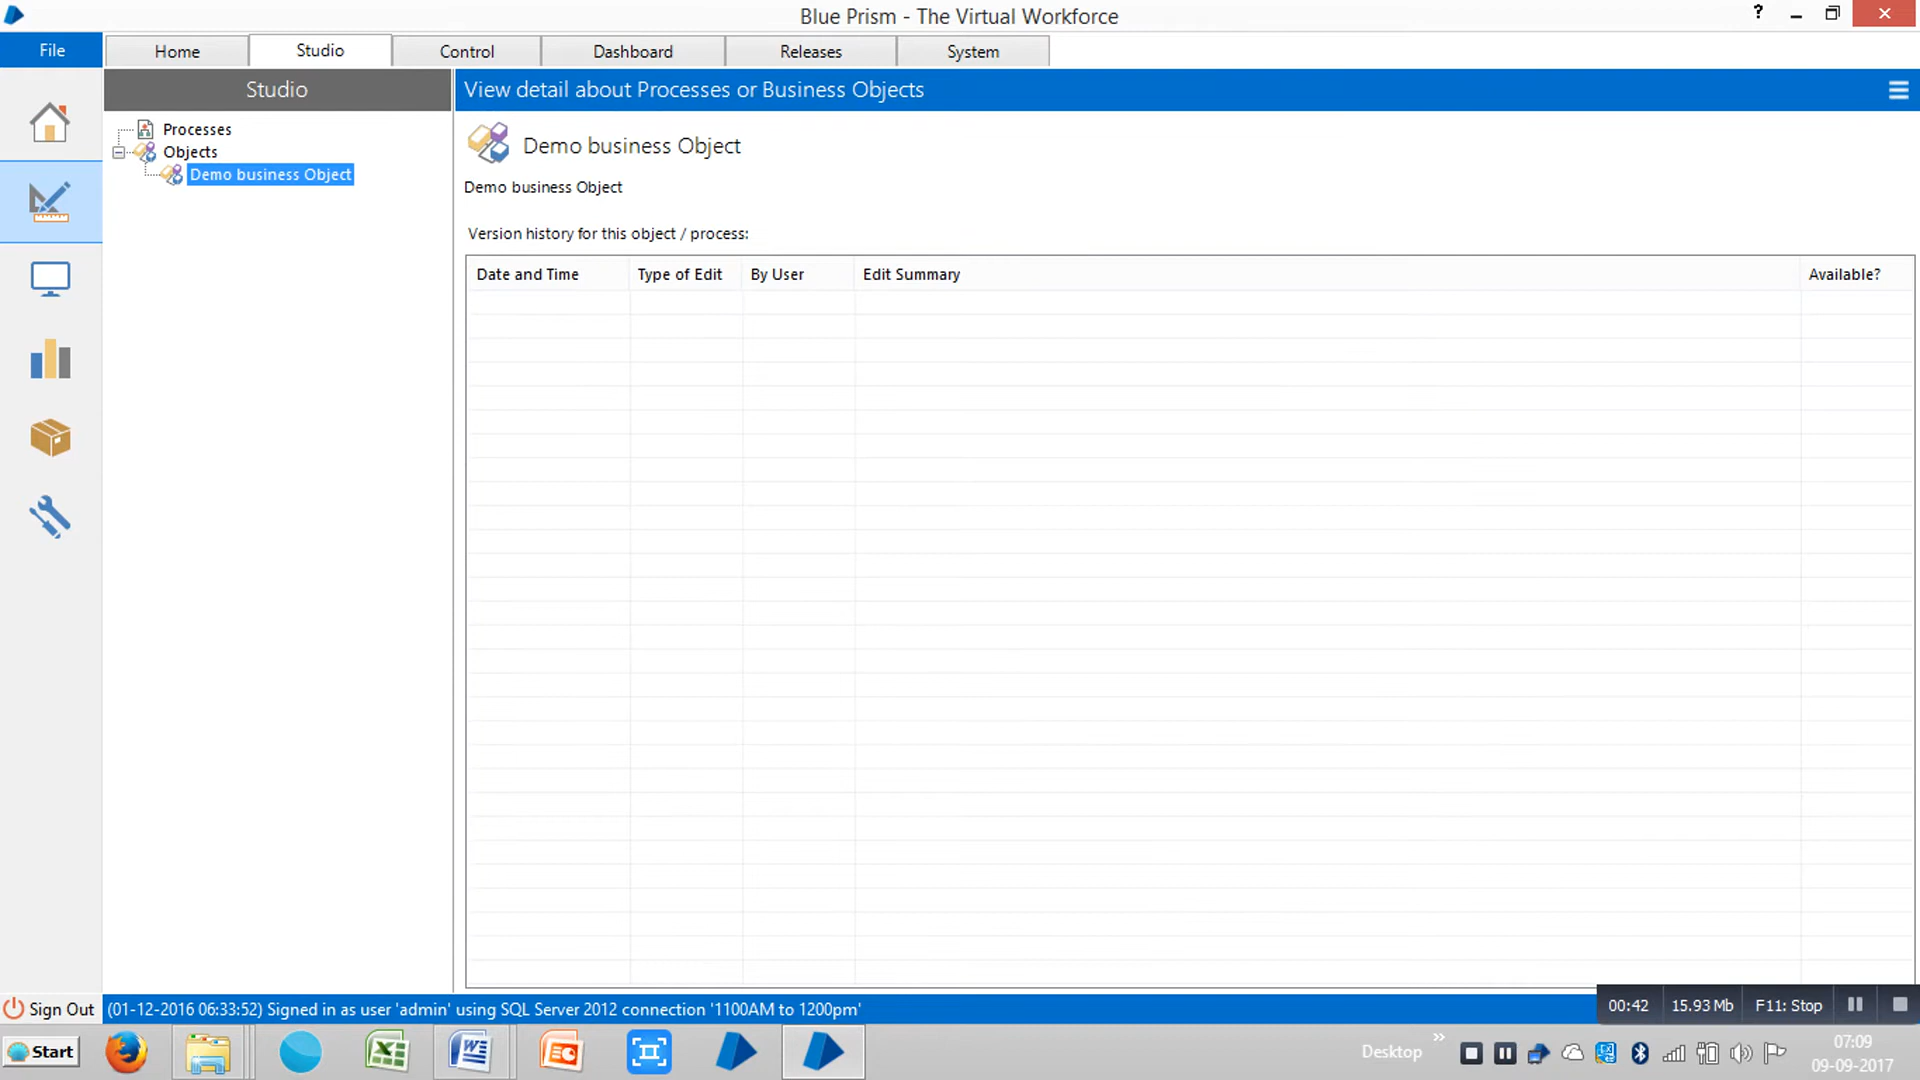 Blue Prism - The Virtual Workforce
?
File
Home
Studio
Control
Dashboard
Releases
System
Studio
View detail about Processes or Business Objects
Processes
Objects
Demo business Object
Demo business Object
Demo business Object
Version history for this object / process:
Date and Time
Type of Edit
By User
Edit Summary
Available?
Sign Out
(01-12-2016 06:33:52) Signed in as user 'admin' using SQL Server 2012 connection '1100AM to 1200pm'
00:42
15.93 Mb
F11: Stop
Start
Desktop
07:09
09-09-2017